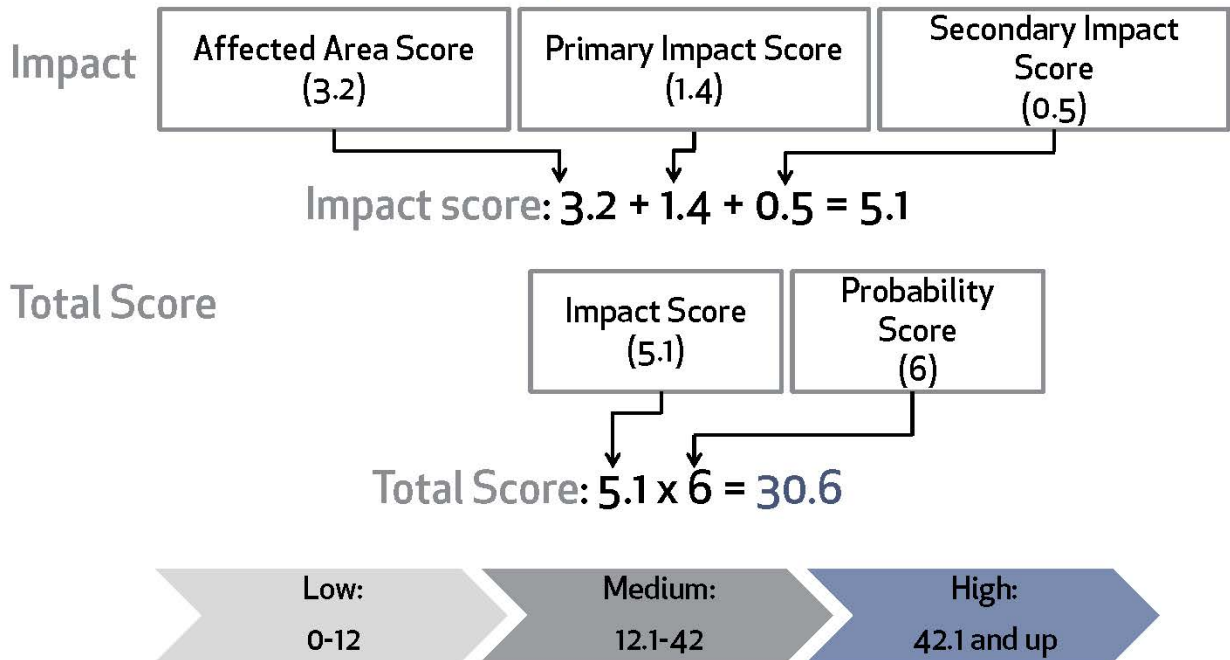 Impact
Affected Area Score
(3.2)
Primary Impact Score
(1.4)
Secondary Impact
Score
(0.5)
Impact score: 3.2 + 1.4 + 0.5 = 5.1
Total Score
Impact Score
(5.1)
Probability
Score
(6)
Total Score: 5.1 x 6 = 30.6
Low:
0-12
Medium:
12.1-42
High:
42.1 and up